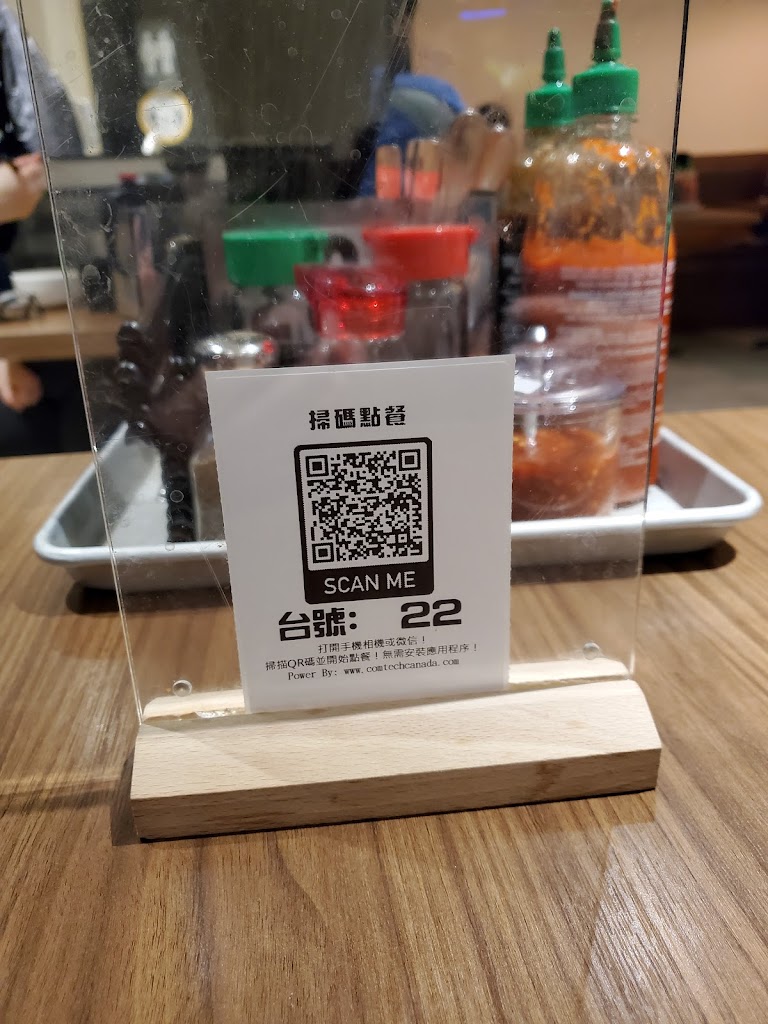 掃碼點餐
SCAN ME
台號: 22
打開手機相機或微信！
掃描QR碼並開始點餐！無需安裝應用程序！
Power By: www.comtechcanada.com